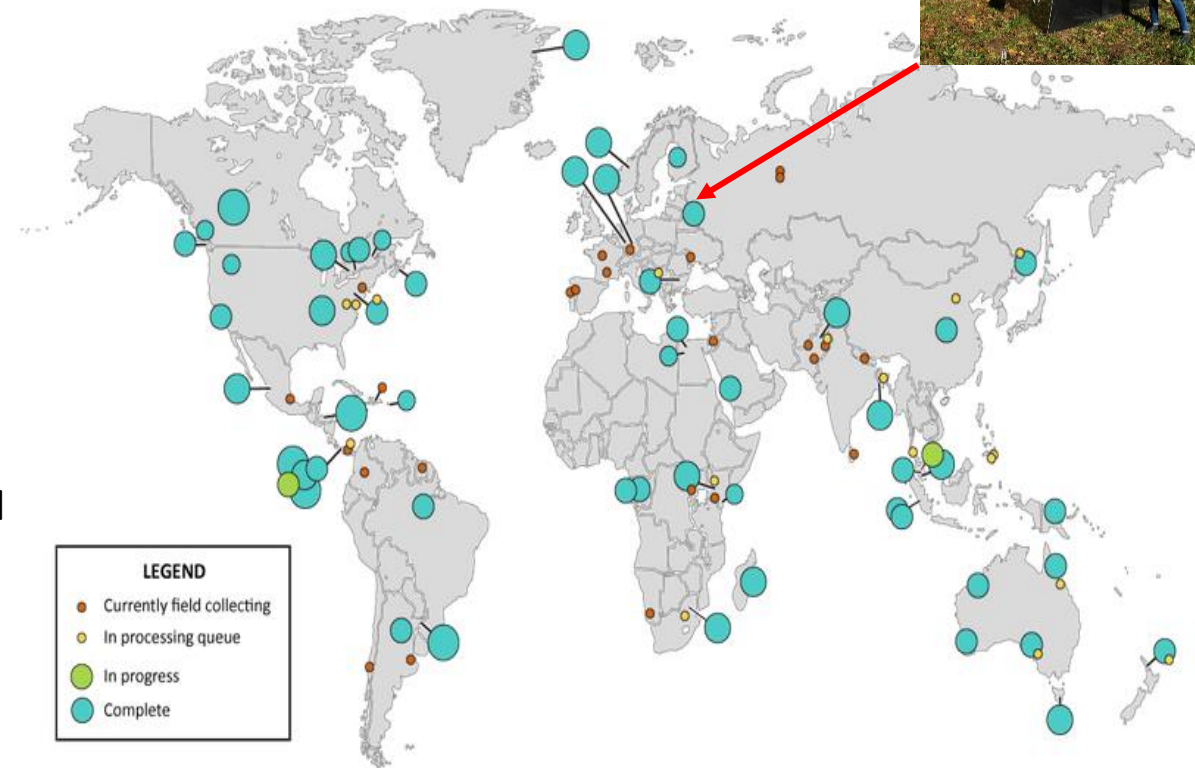 LEGEND
Currently field collecting
In processing queue
In progress
Complete